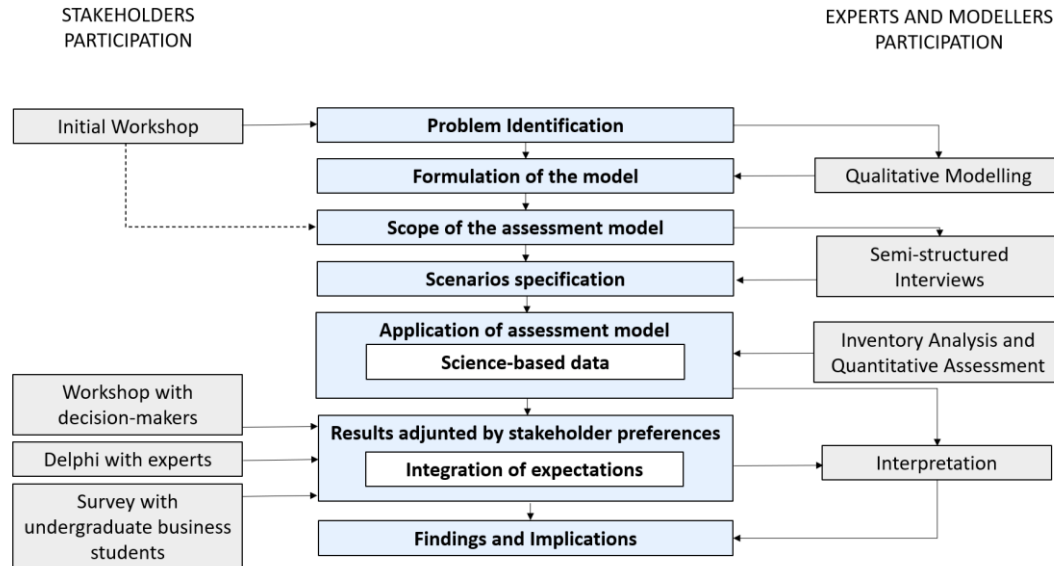 STAKEHOLDERS
PARTICIPATION
EXPERTS AND MODELLERS
PARTICIPATION
Initial Workshop
Problem Identification
Formulation of the model
Qualitative Modelling
Scope of the assessment model
Semi-structured
Interviews
Scenarios specification
Application of assessment model
Science-based data
Inventory Analysis and
Quantitative Assessment
Workshop with
decision-makers
Results adjunted by stakeholder preferences
Delphi with experts
Integration of expectations
Interpretation
Survey with
undergraduate business
students
Findings and Implications